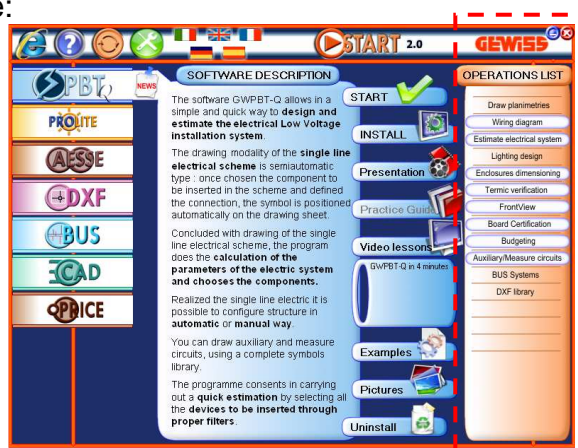 e:
START 2.0
GEWISS
PBTQ
NEWS
PROLITE
AESSE
DXF
BUS
CAD
QPRICE
SOFTWARE DESCRIPTION
The software GWPBT-Q allows in a
simple and quick way to design and
estimate the electrical Low Voltage
installation system.
The drawing modality of the single line
electrical scheme is semiautomatic
type : once chosen the component to
be inserted in the scheme and defined
the connection, the symbol is positioned
automatically on the drawing sheet.
Concluded with drawing of the single
line electrical scheme, the program
does the calculation of the
parameters of the electric system
and chooses the components.
Realized the single line electric it is
possible to configure structure in
automatic or manual way.
You can draw auxiliary and measure
circuits, using a complete symbols
library.
The programme consents in carrying
out a quick estimation by selecting all
the devices to be inserted through
proper filters.
START
INSTALL
Presentation
Practice Guide
Video lessons
GWPBT-Q in 4 minutes
Examples
Pictures
Uninstall
OPERATIONS LIST
Draw planimetries
Wiring diagram
Estimate electrical system
Lighting design
Enclosures dimensioning
Termic verification
FrontView
Board Certification
Budgeting
Auxiliary/Measure circuits
BUS Systems
DXF library